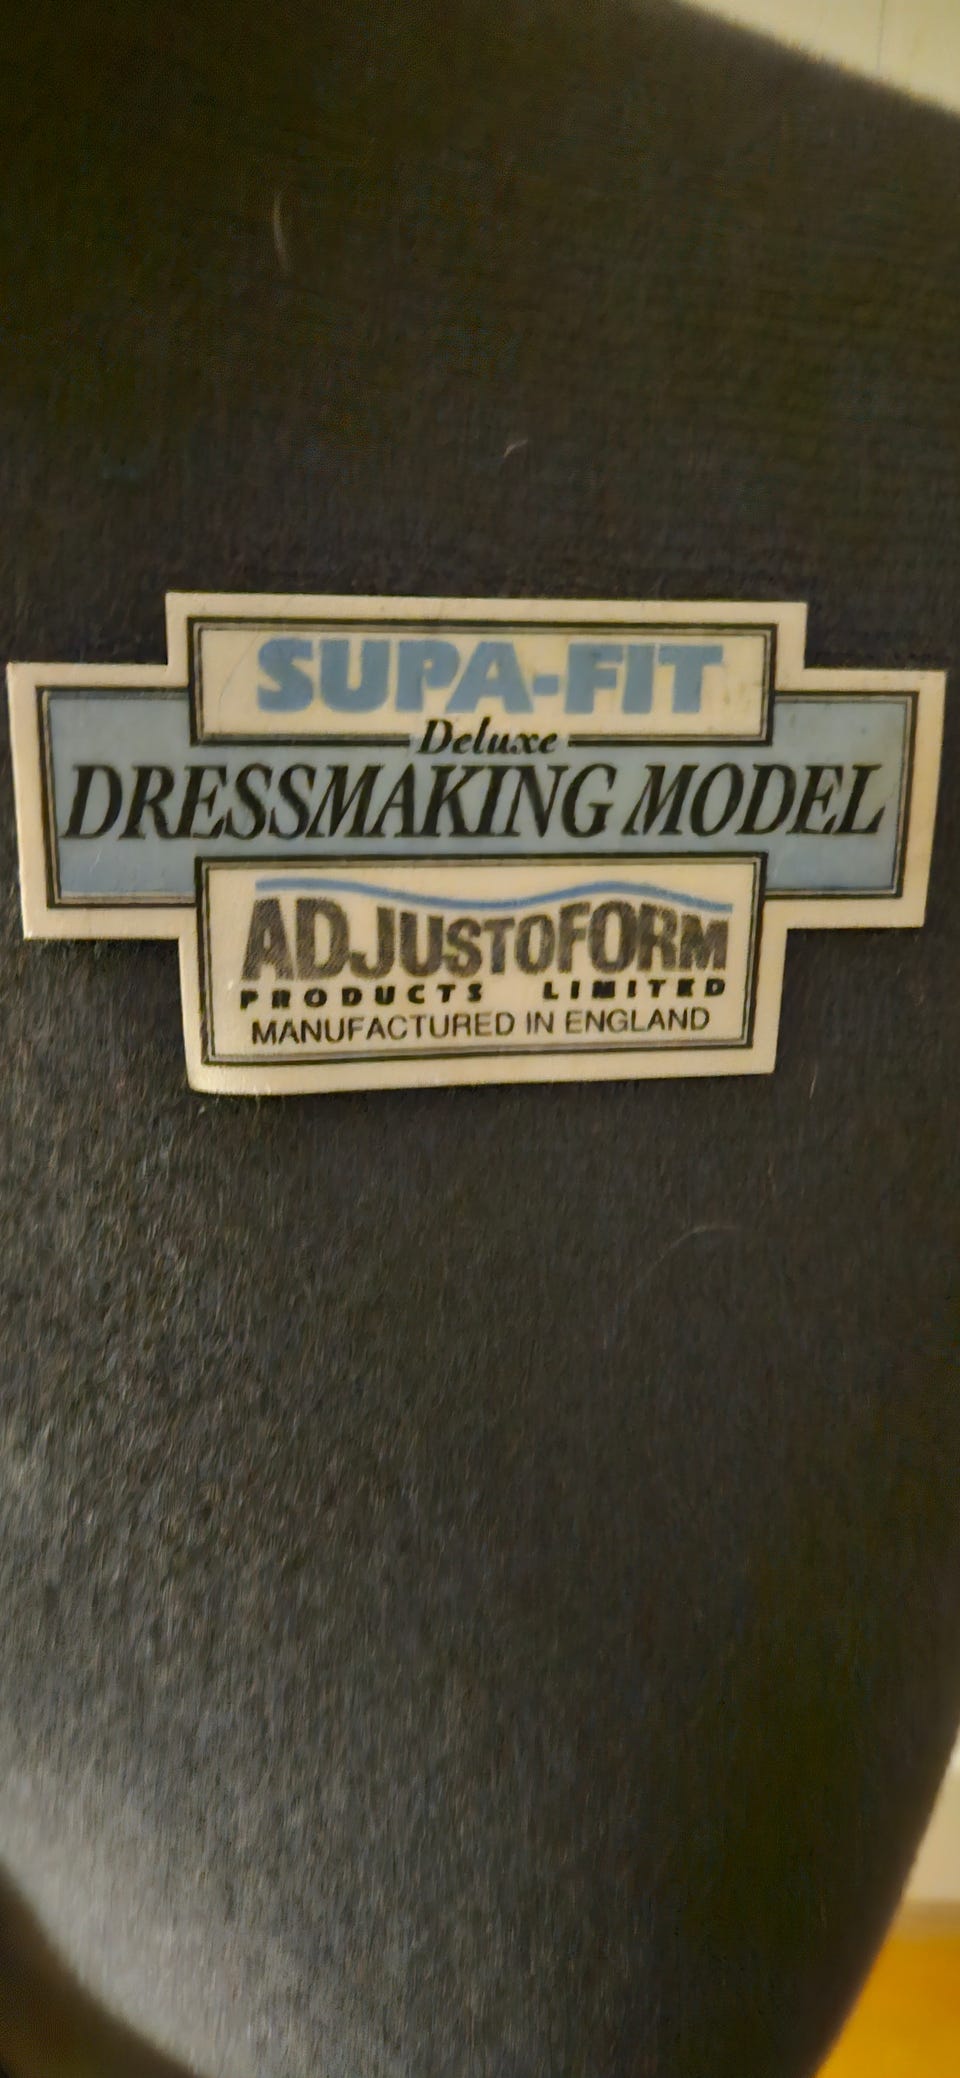 SUPA-FIT
Deluxe
DRESSMAKING MODEL
ADJUSTOFORM
PRODUCTS LIMITED
MANUFACTURED IN ENGLAND